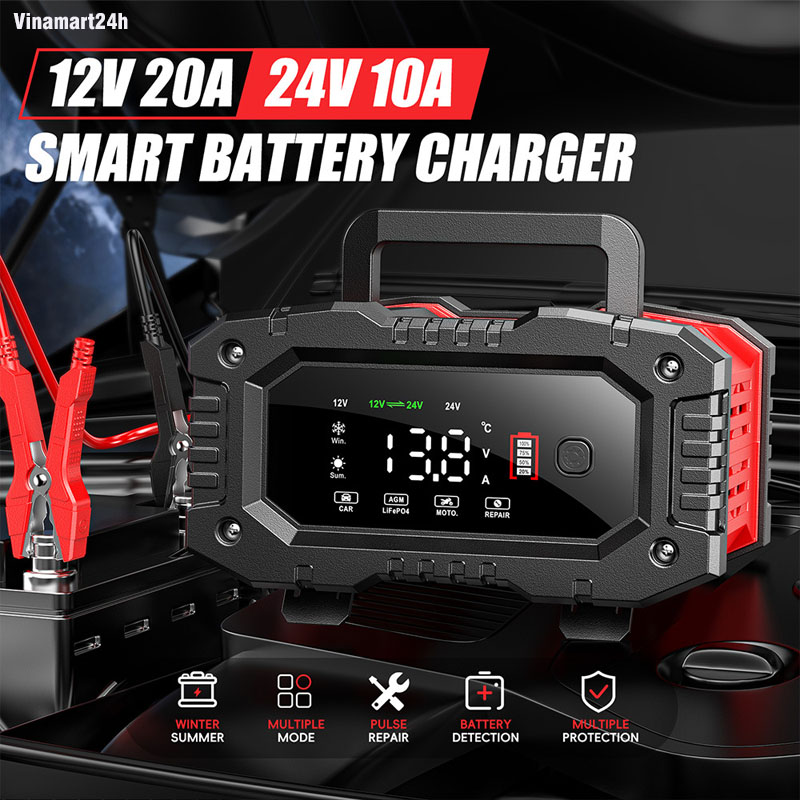 Vinamart24h
12V 20A 24V 10A
SMART BATTERY CHARGER
12V 12V⇌24V 24V
Win.
Sum.
13.8
°C
V
A
100%
75%
50%
20%
CAR
AGM
LiFePO4
MOTO.
REPAIR
WINTER
SUMMER
MULTIPLE
MODE
PULSE
REPAIR
BATTERY
DETECTION
MULTIPLE
PROTECTION